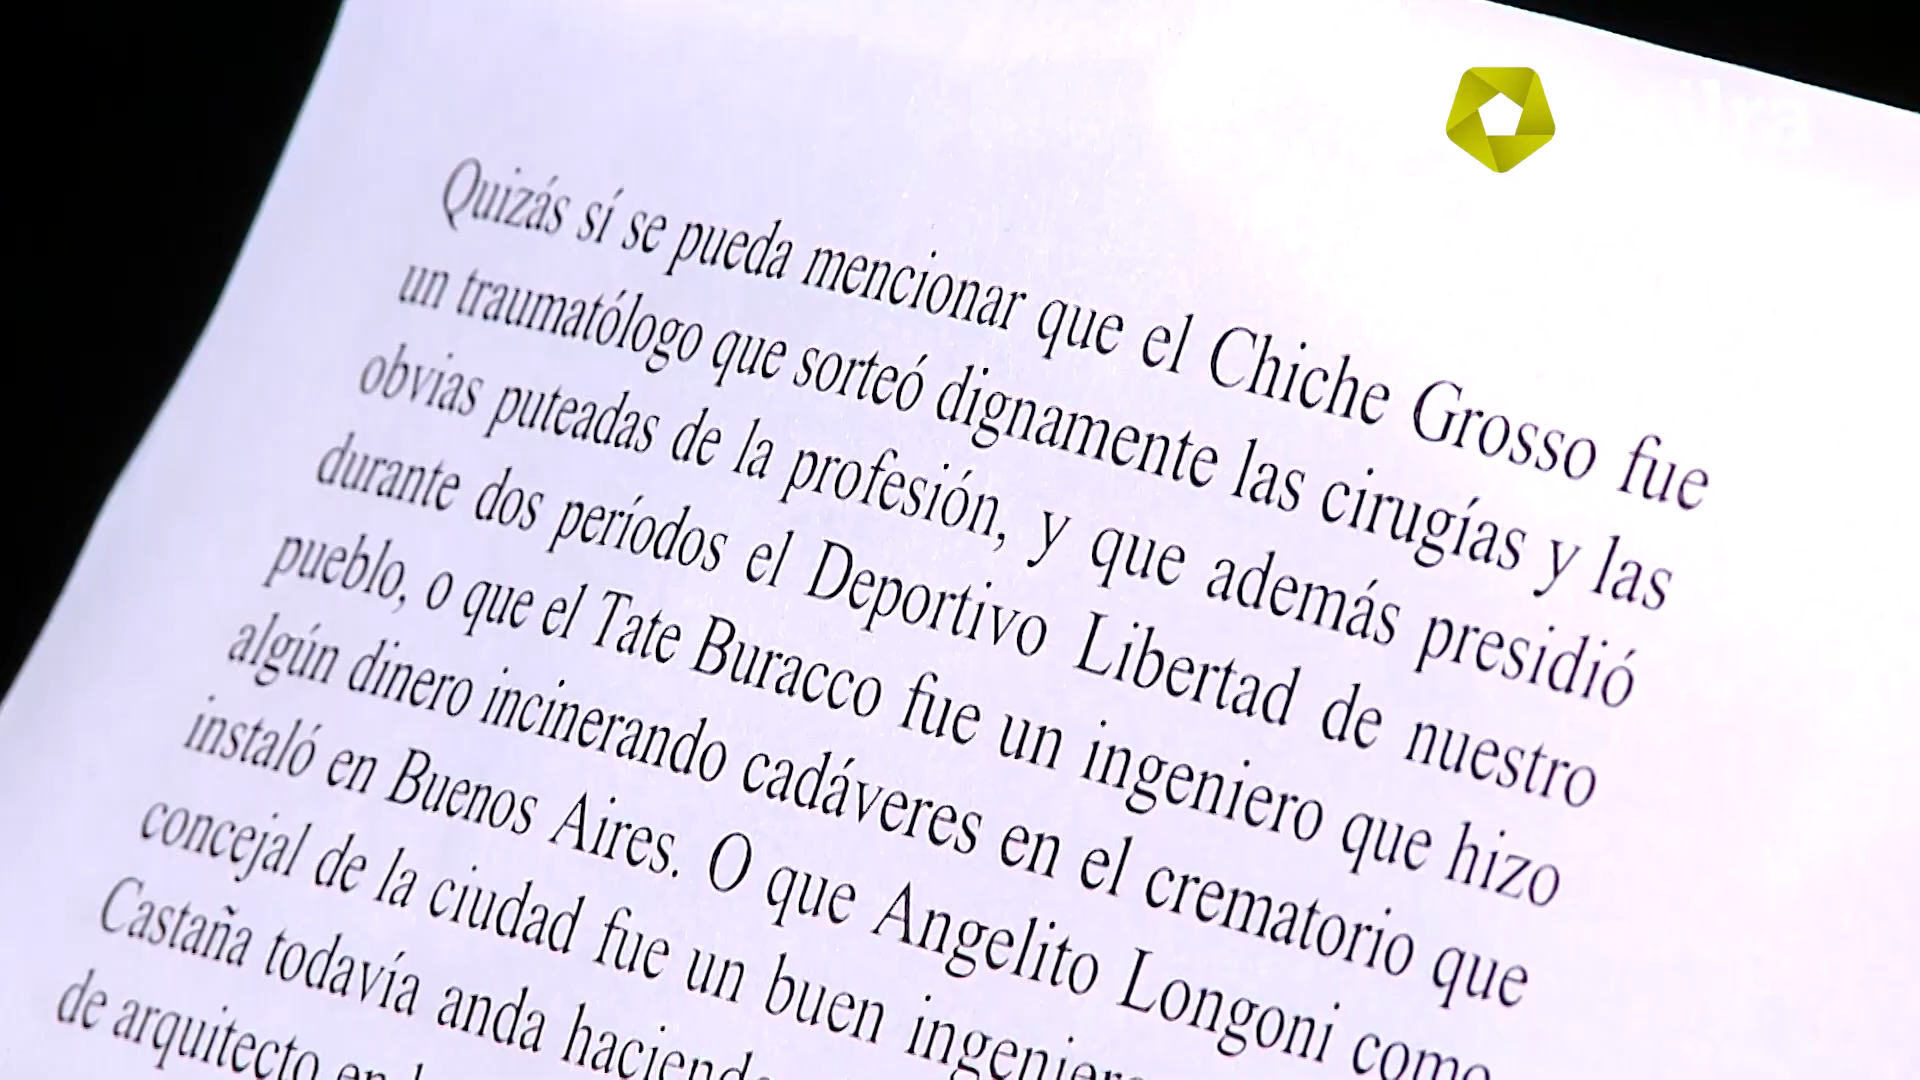 Quizás sí se pueda mencionar que el Chiche Grosso fue
un traumatólogo que sorteó dignamente las cirugías y las
obvias puteadas de la profesión, y que además presidió
durante dos períodos el Deportivo Libertad de nuestro
pueblo, o que el Tate Buracco fue un ingeniero que hizo
algún dinero incinerando cadáveres en el crematorio que
instaló en Buenos Aires. O que Angelito Longoni como
concejal de la ciudad fue un buen
Castaña todavía anda
de arquitecto